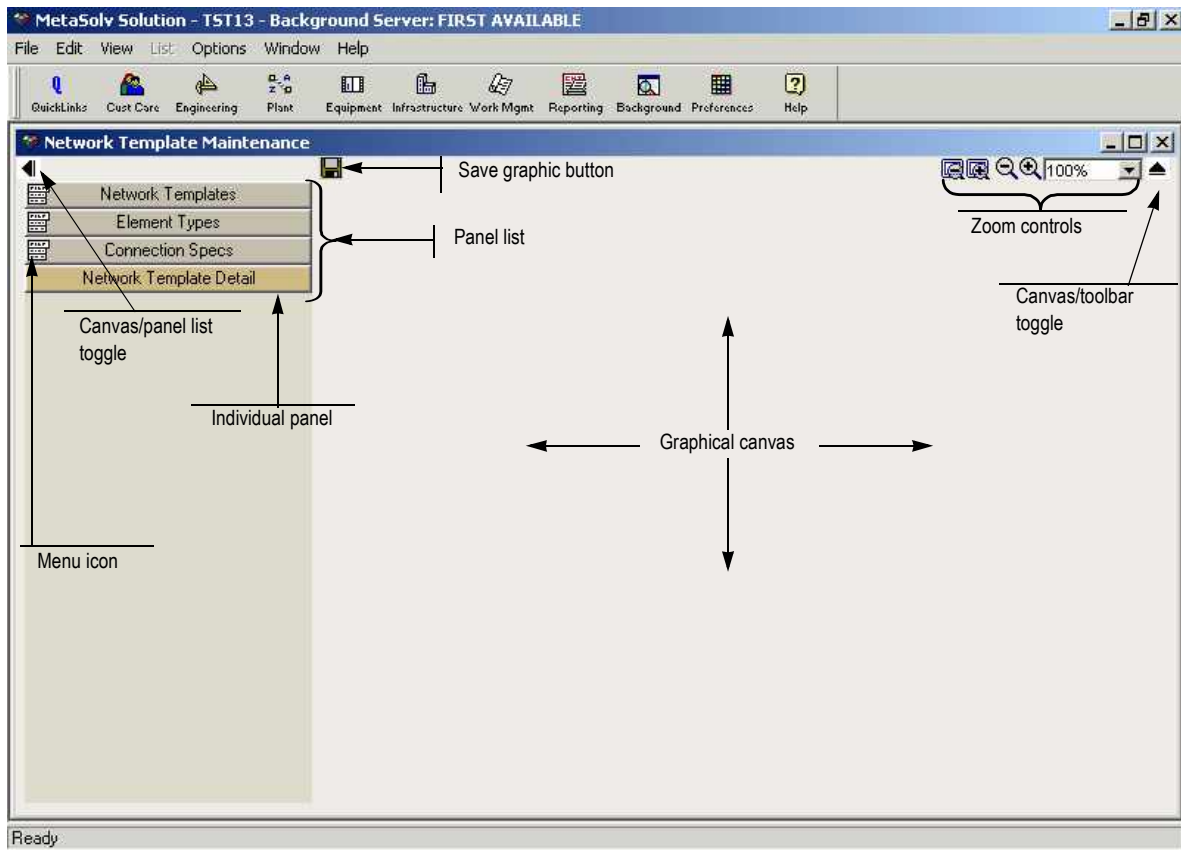 MetaSolv Solution - TST13 - Background Server: FIRST AVAILABLE
File Edit View List Options Window Help
QuickLinks Cust Care Engineering Plant Equipment Infrastructure Work Mgmt Reporting Background Preferences Help
Network Template Maintenance
Save graphic button
100%
Network Templates
Element Types
Connection Specs
Network Template Detail
Panel list
Zoom controls
Canvas/panel list
toggle
Canvas/toolbar
toggle
Individual panel
Graphical canvas
Menu icon
Ready